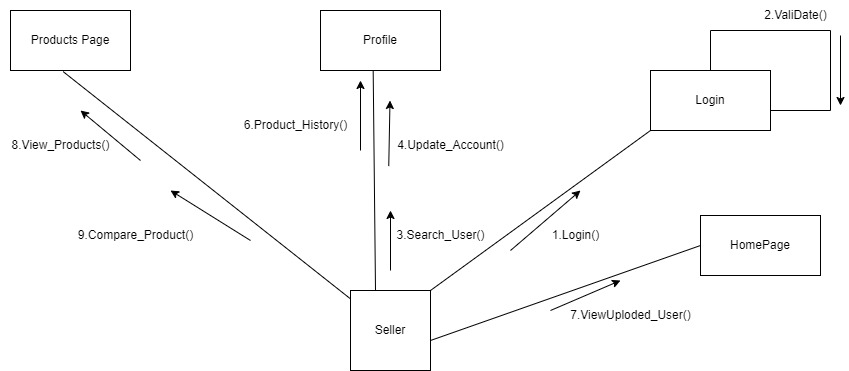 2.ValiDate()
Products Page
Profile
Login
6.Product_History()
8.View_Products()
4.Update_Account()
9.Compare_Product()
3.Search_User()
1.Login()
HomePage
7.ViewUploded_User()
Seller